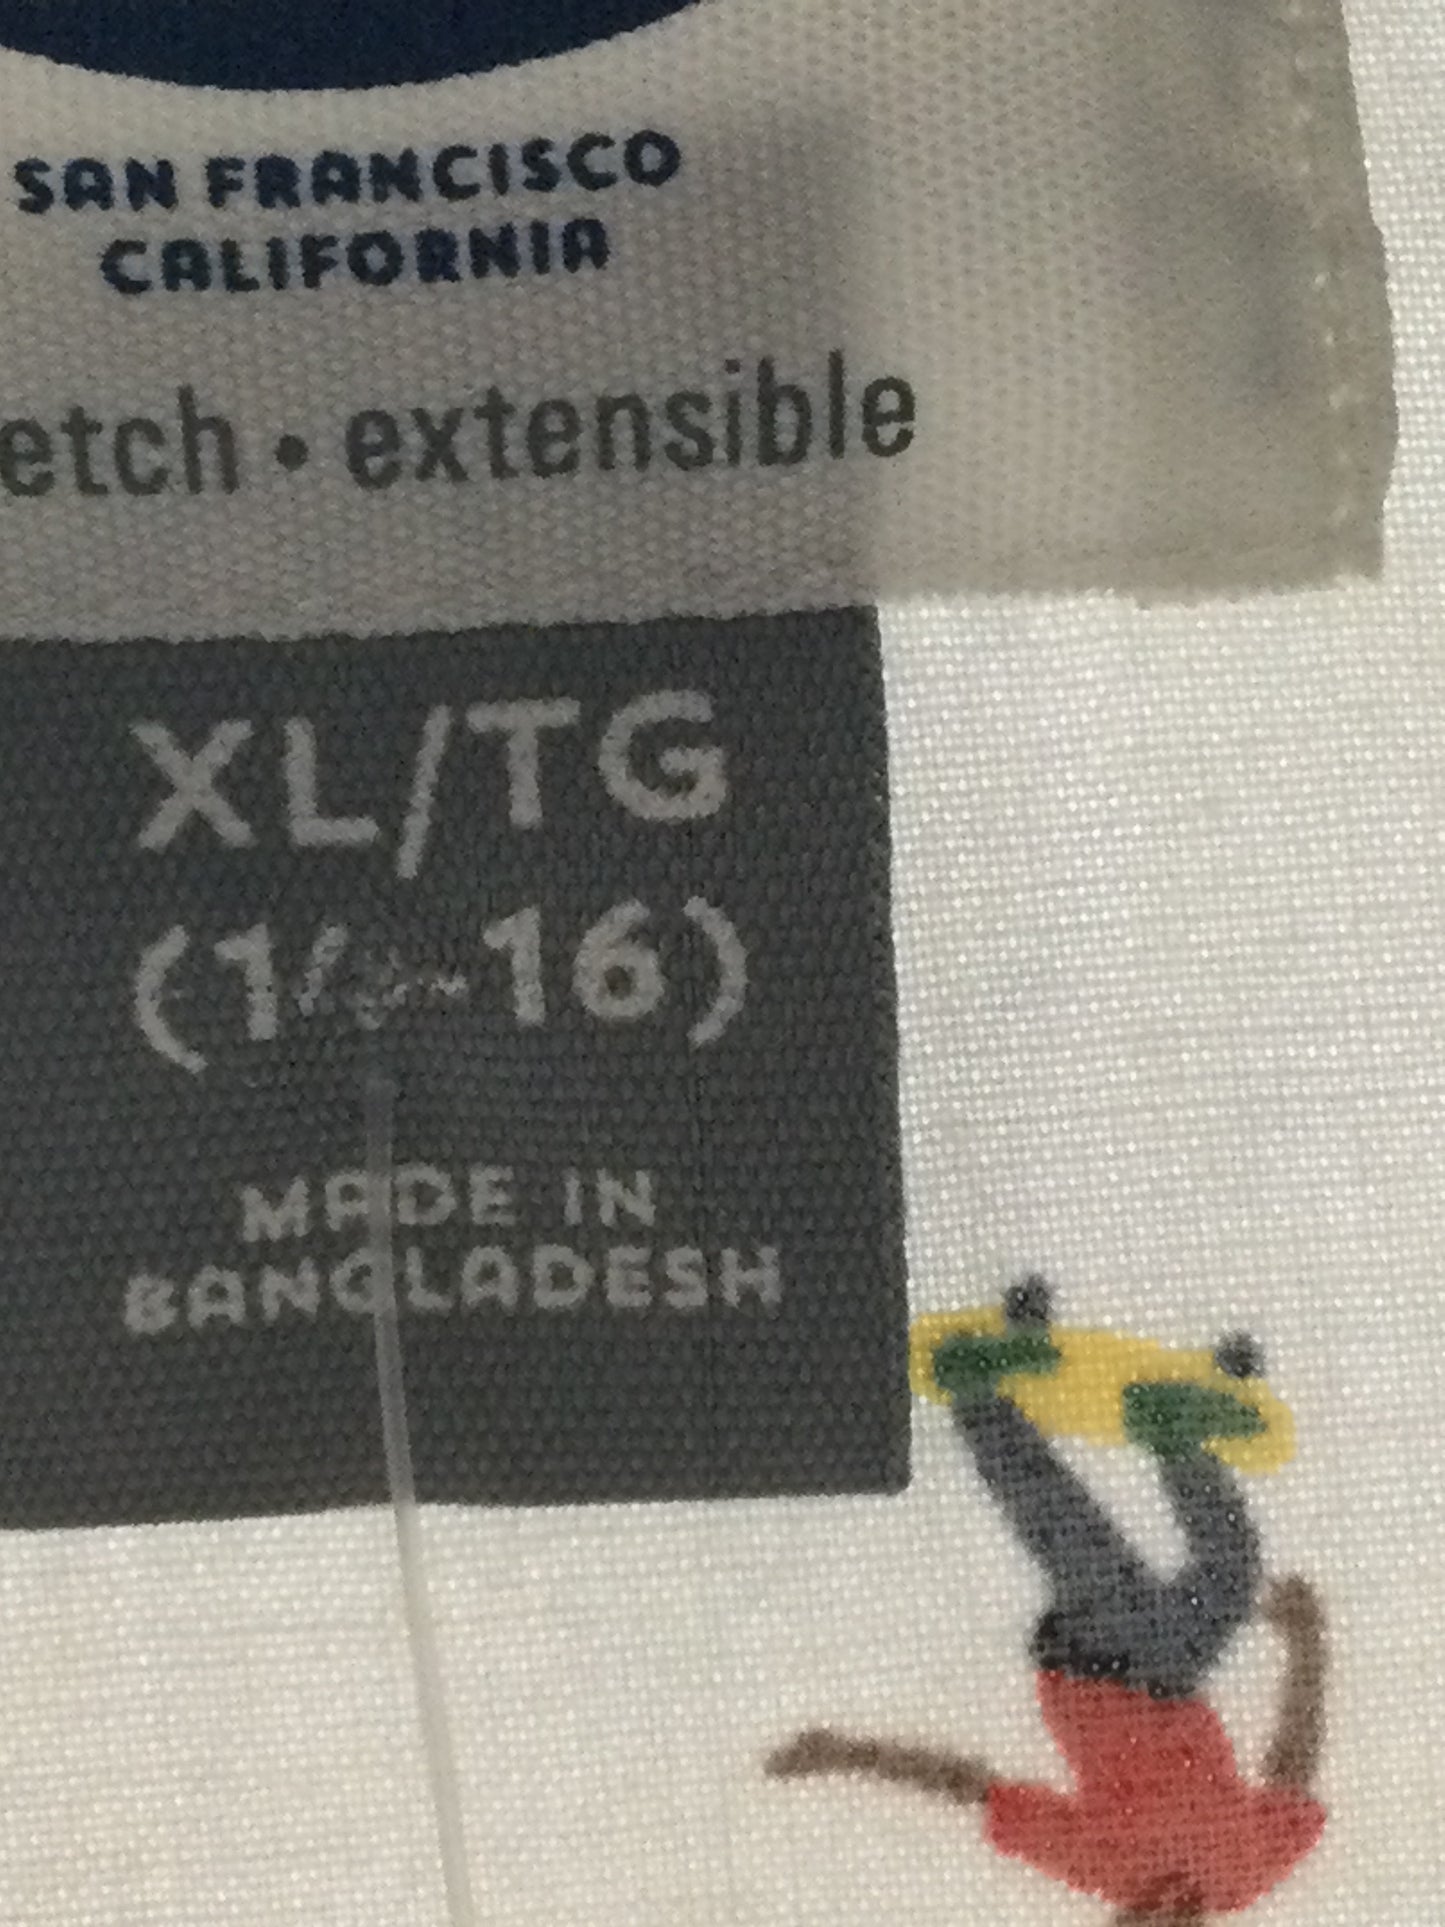 SAN FRANCISCO
CALIFORNIA
etch • extensible
XL/TG
16)
MADE IN
BANGLADESH